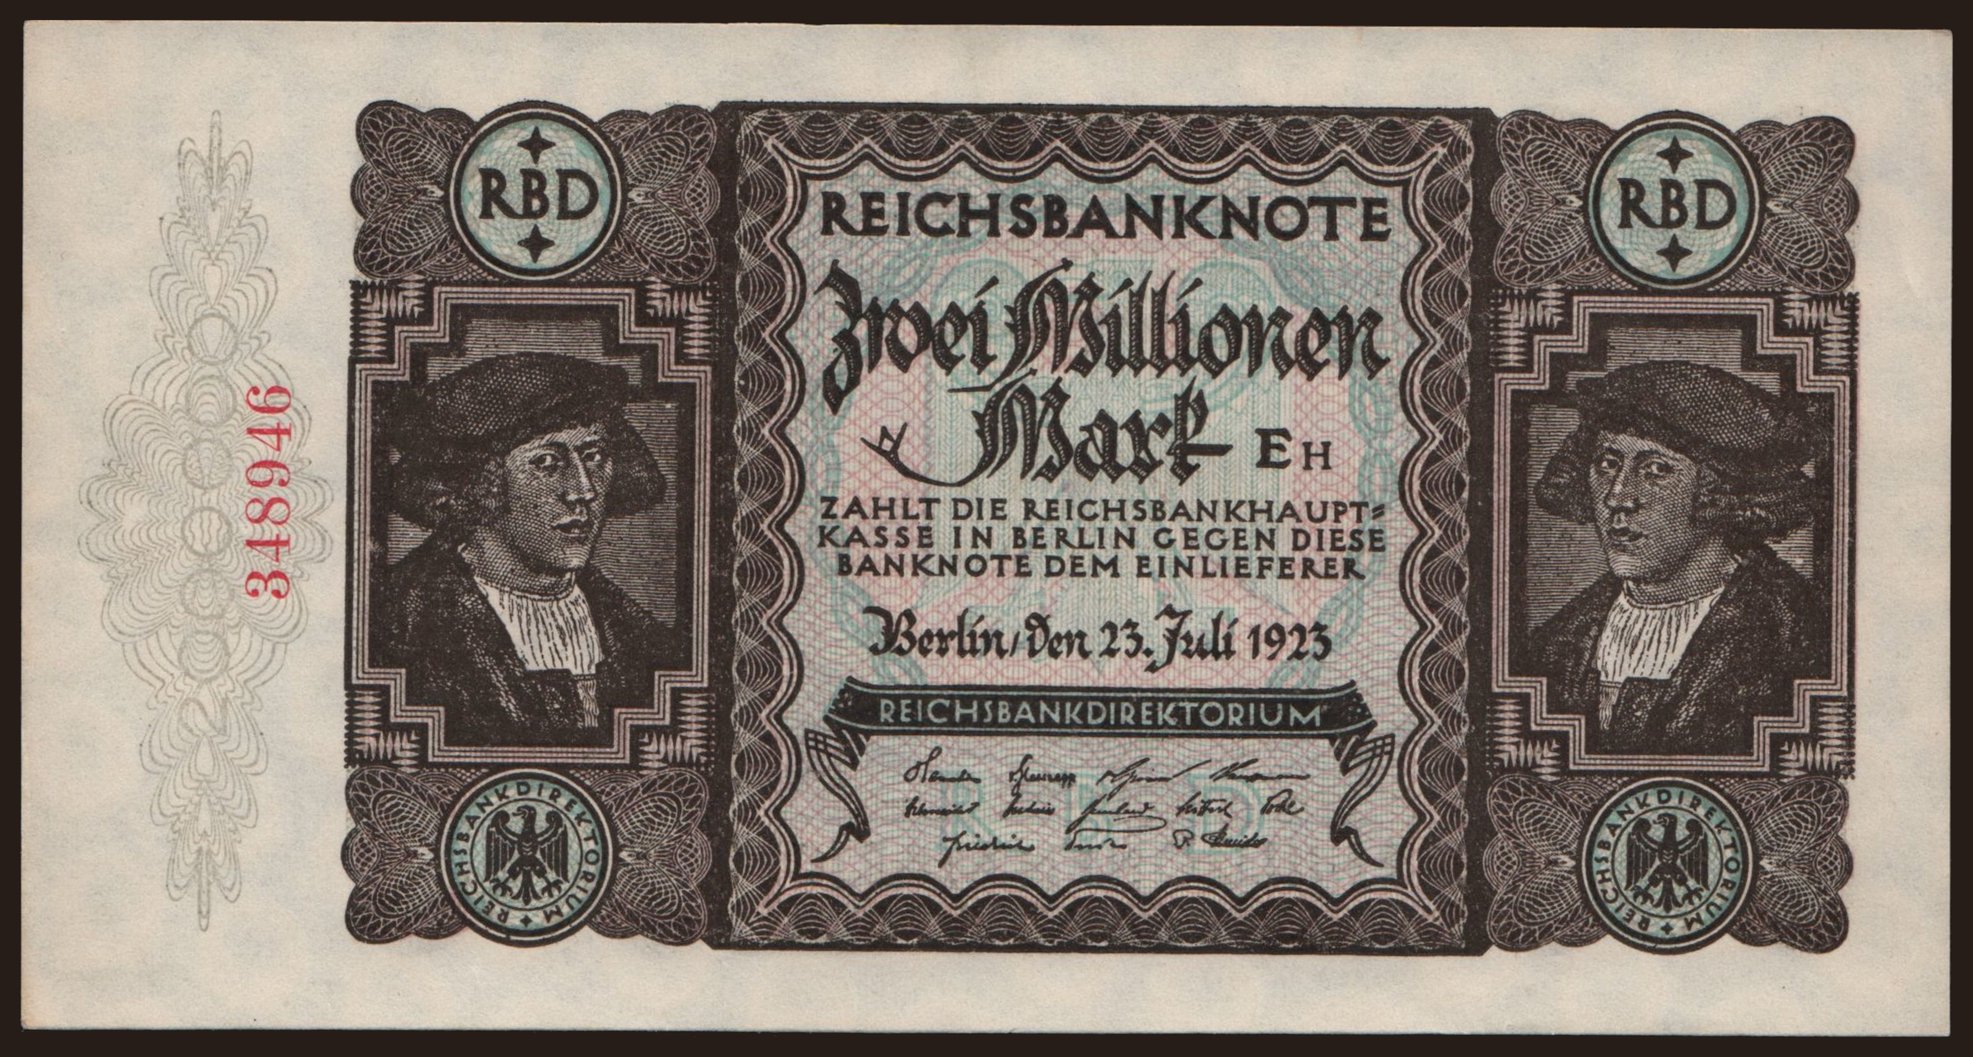 348946
RBD
RBD
REICHSBANKNOTE
Zwei Millionen
Mark EH
ZAHLT DIE REICHSBANKHAUPT=
KASSE IN BERLIN GEGEN DIESE
BANKNOTE DEM EINLIEFERER
Berlin, den 23. Juli 1923
REICHSBANKDIREKTORIUM
REICHSBANKDIREKTORIUM
REICHSBANKDIREKTORIUM